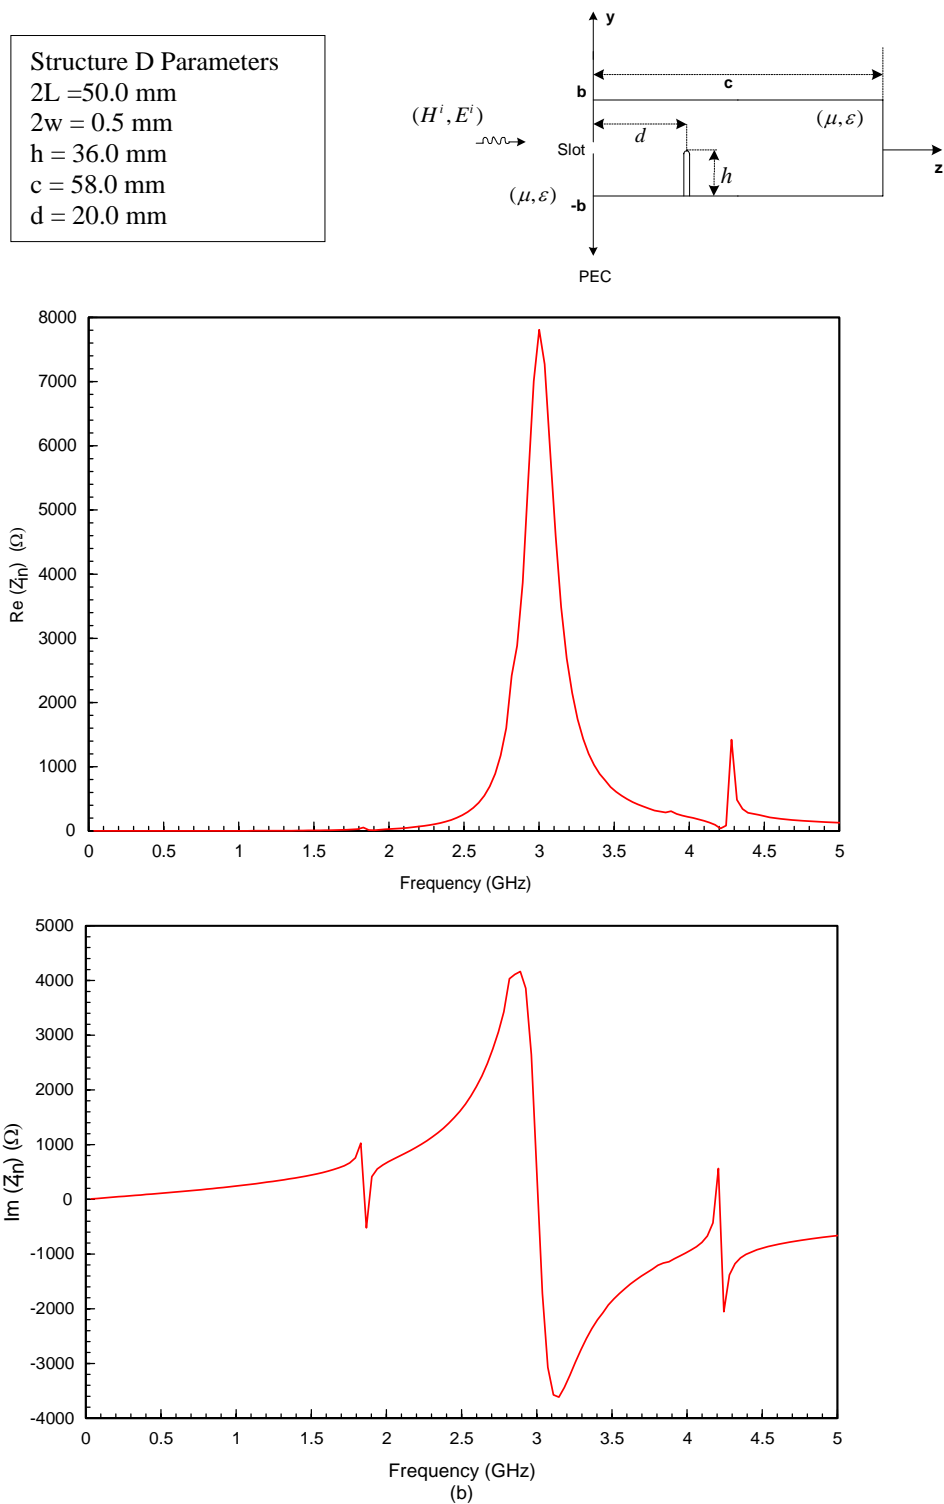 Structure D Parameters
2L =50.0 mm
2w = 0.5 mm
h = 36.0 mm
c = 58.0 mm
d = 20.0 mm
y
c
b
(H^i, E^i)
(μ, ε)
d
Slot
z
h
(μ, ε)
-b
PEC
8000
7000
6000
5000
4000
3000
2000
1000
0
Re (Zin) (Ω)
0 0.5 1 1.5 2 2.5 3 3.5 4 4.5 5
Frequency (GHz)
5000
4000
3000
2000
1000
0
-1000
-2000
-3000
-4000
Im (Zin) (Ω)
0 0.5 1 1.5 2 2.5 3 3.5 4 4.5 5
Frequency (GHz)
(b)